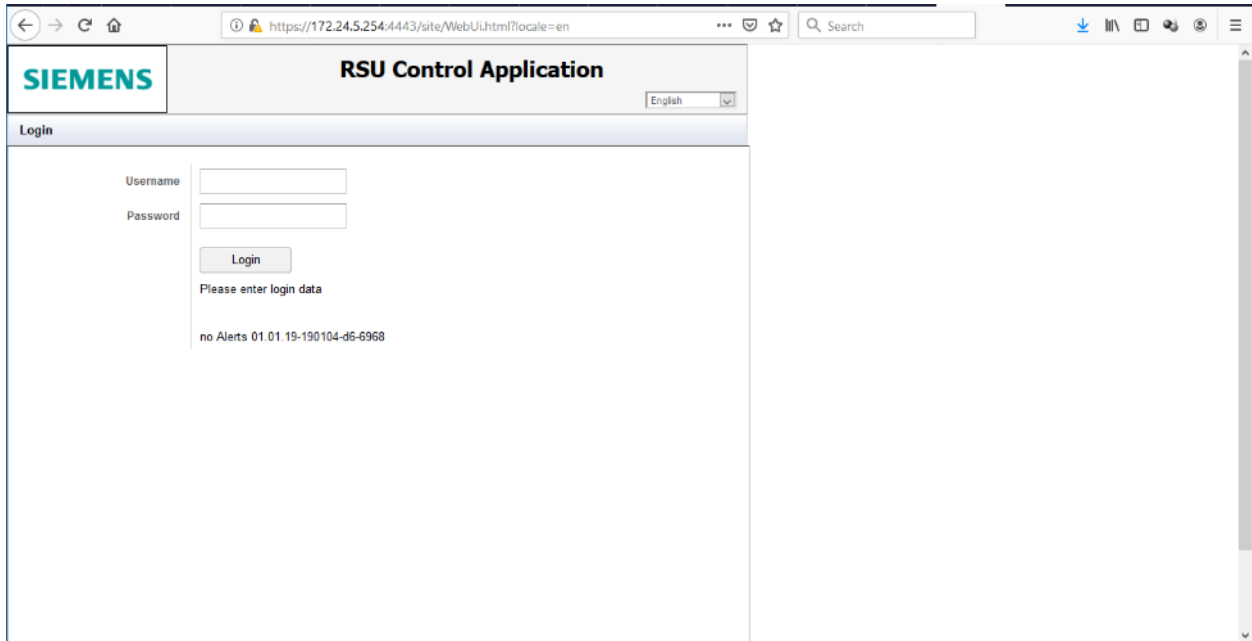 https://172.24.5.254:4443/site/WebUi.html?locale=en
Search
SIEMENS
RSU Control Application
English
Login
Username
Password
Login
Please enter login data
no Alerts 01.01.19-190104-d6-6968